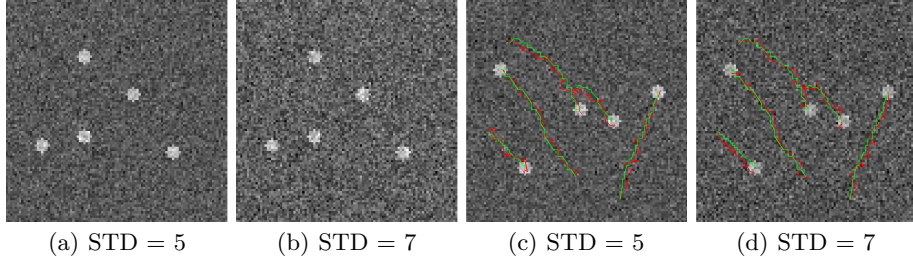 (a) STD = 5
(b) STD = 7
(c) STD = 5
(d) STD = 7